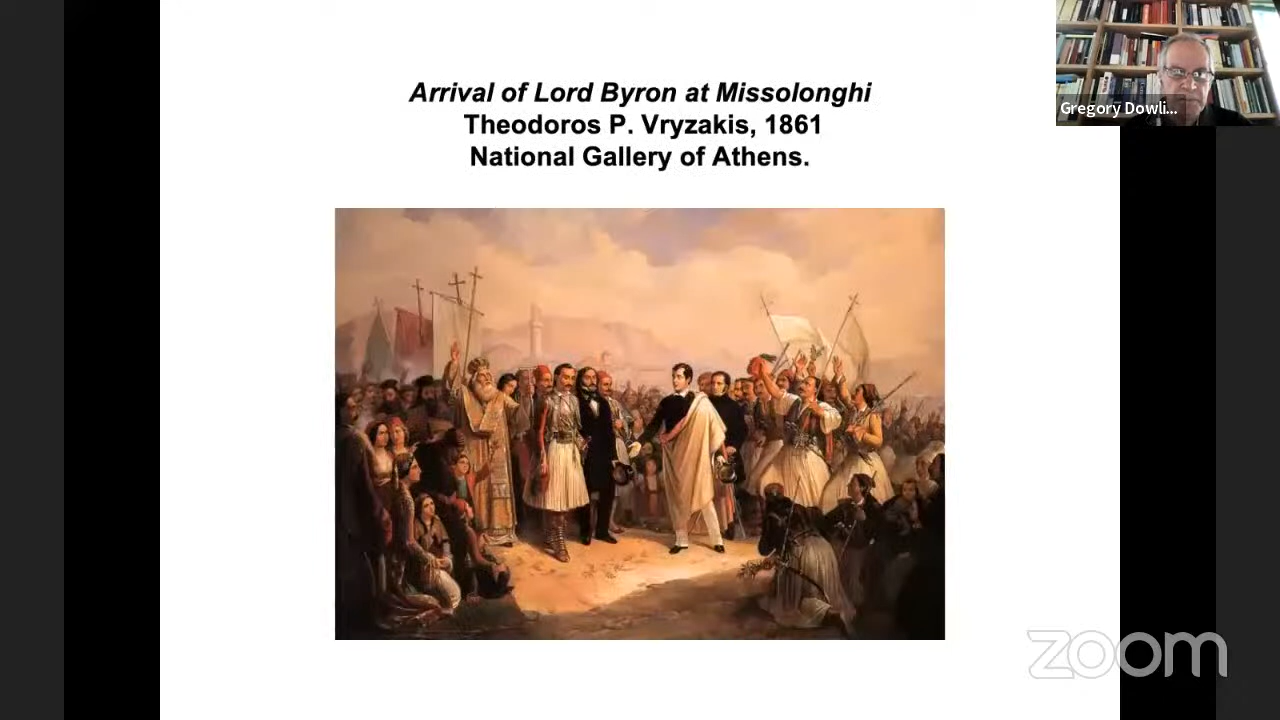 Arrival of Lord Byron at Missolonghi
Theodoros P. Vryzakis, 1861
National Gallery of Athens.
Gregory Dowli...
zoom